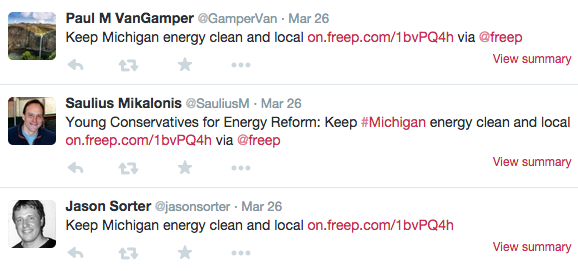 Paul M VanGamper @GamperVan · Mar 26
Keep Michigan energy clean and local on.freep.com/1bvPQ4h via @freep
View summary
Saulius Mikalonis @SauliusM · Mar 26
Young Conservatives for Energy Reform: Keep #Michigan energy clean and local
on.freep.com/1bvPQ4h via @freep
View summary
Jason Sorter @jasonsorter · Mar 26
Keep Michigan energy clean and local on.freep.com/1bvPQ4h
View summary